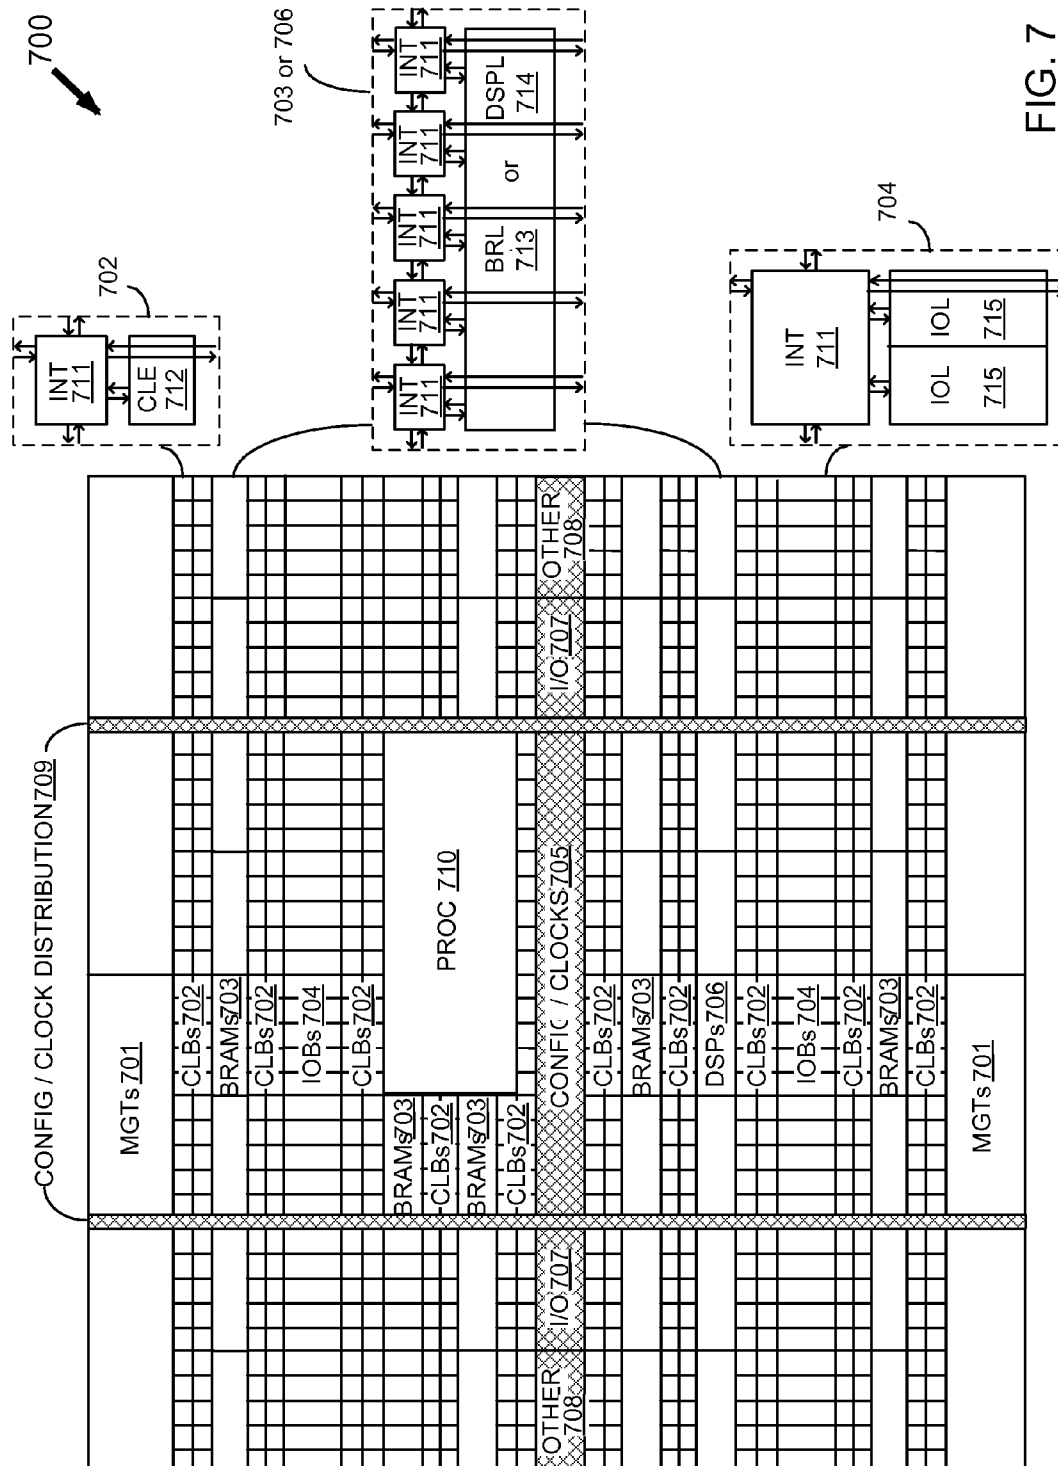 700
CONFIG / CLOCK DISTRIBUTION 709
MGTs 701
CLBs 702
BRAMs 703
CLBs 702
IOBs 704
CLBs 702
BRAMs 703
CLBs 702
BRAMs 703
CLBs 702
PROC 710
OTHER 708
I/O 707
CONFIG / CLOCKS 705
I/O 707
OTHER 708
CLBs 702
BRAMs 703
CLBs 702
DSPs 706
CLBs 702
IOBs 704
CLBs 702
BRAMs 703
CLBs 702
MGTs 701
702
INT 711
CLE 712
703 or 706
INT 711
INT 711
INT 711
INT 711
INT 711
BRL 713
or
DSPL 714
704
INT 711
IOL 715
IOL 715
FIG. 7